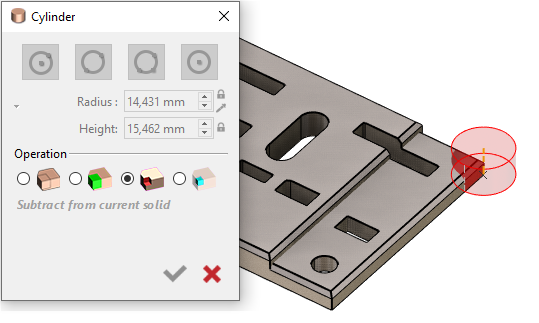 Cylinder
Radius :
14,431 mm
Height:
15,462 mm
Operation
Subtract from current solid